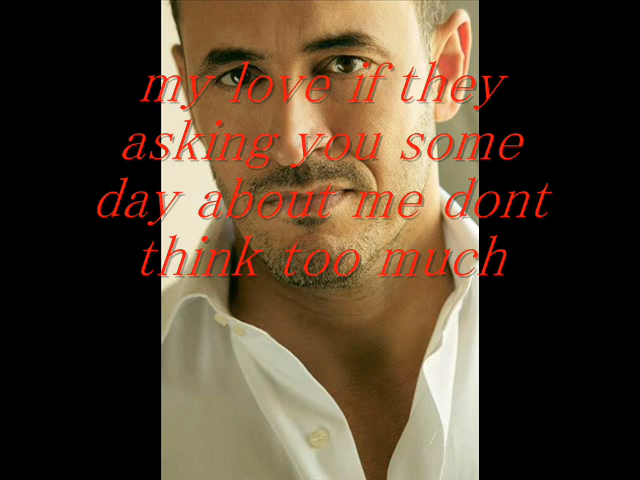 my love if they
asking you some
day about me dont
think too much